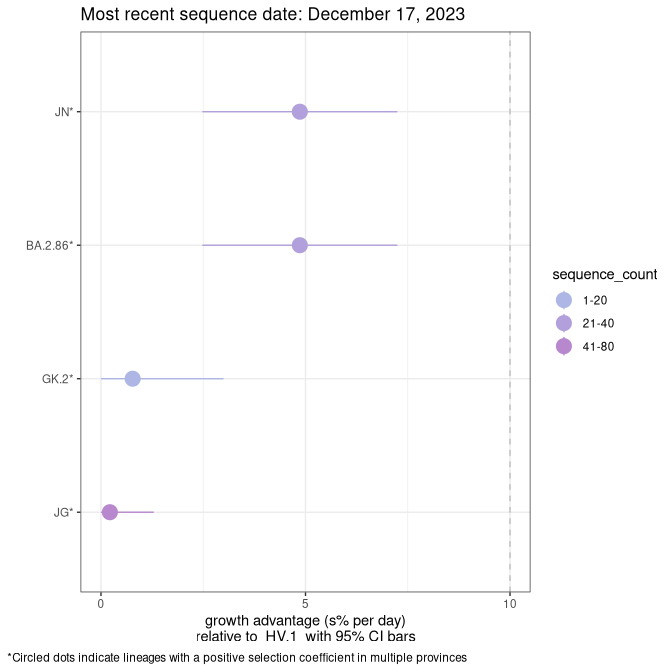 Most recent sequence date: December 17, 2023
JN*
BA.2.86*
GK.2*
JG*
0
5
10
growth advantage (s% per day)
relative to  HV.1  with 95% CI bars
sequence_count
1-20
21-40
41-80
*Circled dots indicate lineages with a positive selection coefficient in multiple provinces